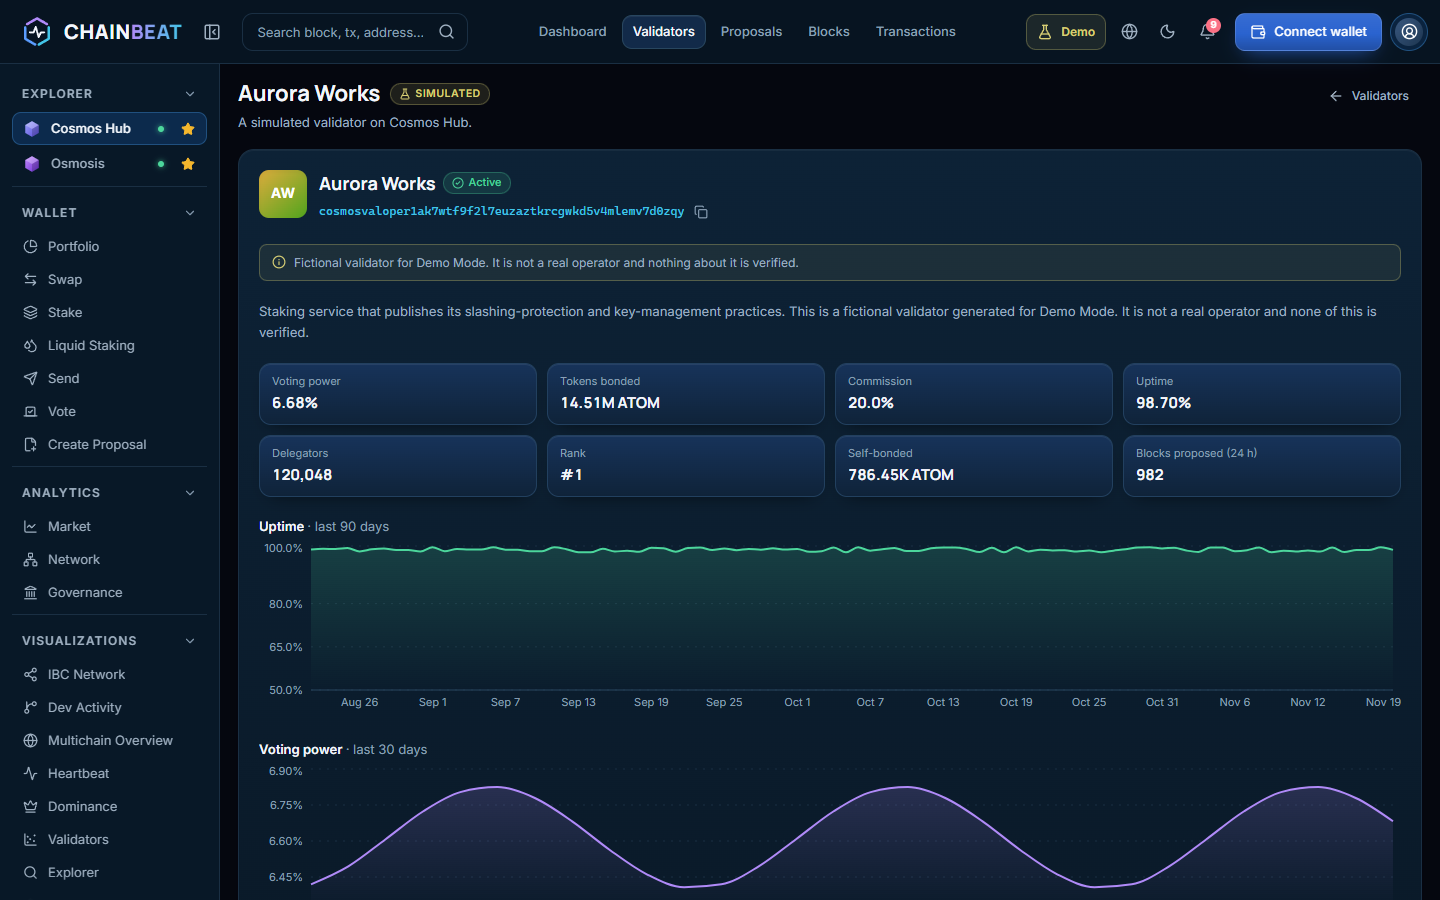 CHAINBEAT
Search block, tx, address...
Dashboard
Validators
Proposals
Blocks
Transactions
Demo
9
Connect wallet
EXPLORER
Cosmos Hub
Osmosis
WALLET
Portfolio
Swap
Stake
Liquid Staking
Send
Vote
Create Proposal
ANALYTICS
Market
Network
Governance
VISUALIZATIONS
IBC Network
Dev Activity
Multichain Overview
Heartbeat
Dominance
Validators
Explorer
Aurora Works
SIMULATED
Validators
A simulated validator on Cosmos Hub.
AW
Aurora Works
Active
cosmosvaloper1ak7wtf9f2l7euzaztkrcgwkd5v4mlemv7d0zqy
Fictional validator for Demo Mode. It is not a real operator and nothing about it is verified.
Staking service that publishes its slashing-protection and key-management practices. This is a fictional validator generated for Demo Mode. It is not a real operator and none of this is
verified.
Voting power
6.68%
Tokens bonded
14.51M ATOM
Commission
20.0%
Uptime
98.70%
Delegators
120,048
Rank
#1
Self-bonded
786.45K ATOM
Blocks proposed (24 h)
982
Uptime · last 90 days
100.0%
80.0%
65.0%
50.0%
Aug 26 Sep 1 Sep 7 Sep 13 Sep 19 Sep 25 Oct 1 Oct 7 Oct 13 Oct 19 Oct 25 Oct 31 Nov 6 Nov 12 Nov 19
Voting power · last 30 days
6.90%
6.75%
6.60%
6.45%